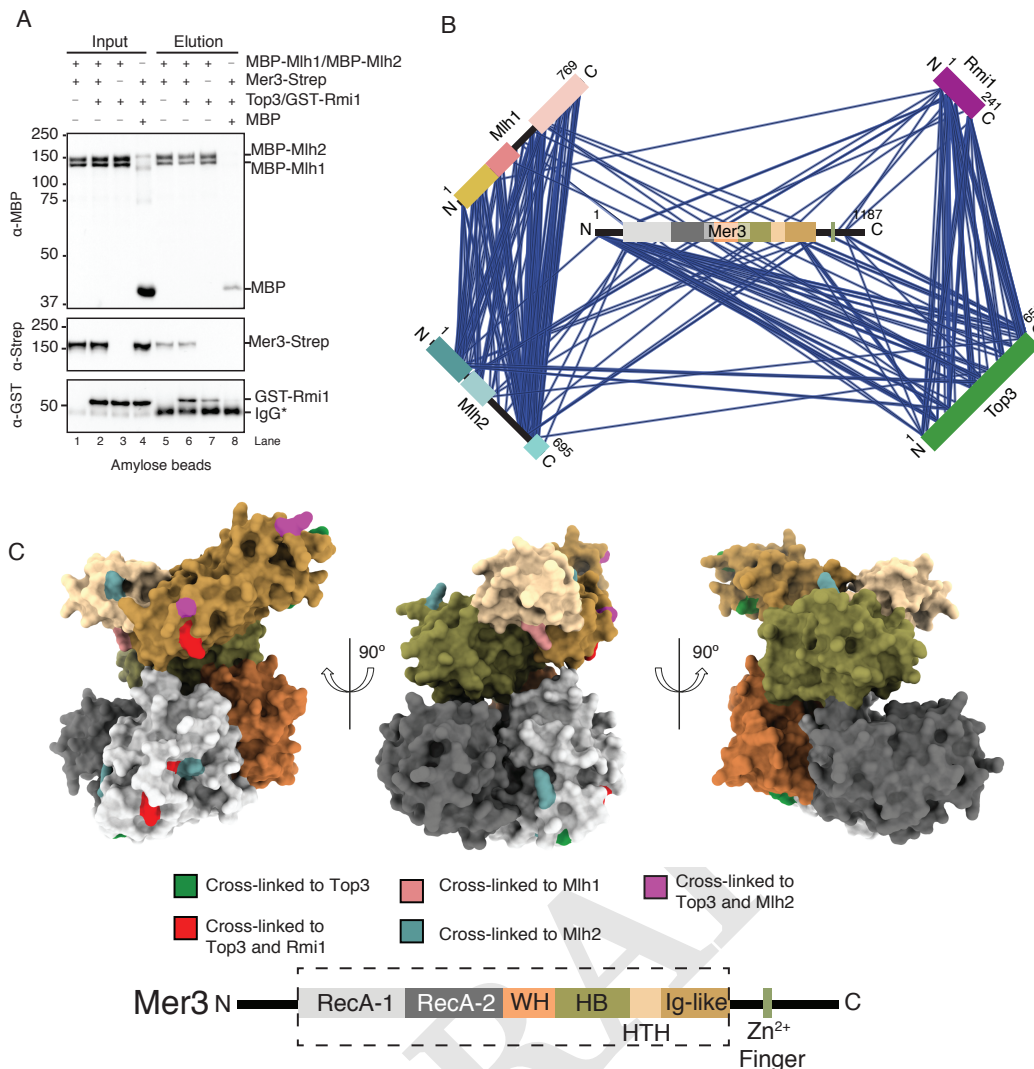 A
Input Elution
+ + + − + + + − MBP-Mlh1/MBP-Mlh2
+ + − + + + − + Mer3-Strep
− + + + − + + + Top3/GST-Rmi1
− − − + − − − + MBP
α-MBP
250
150
100
75
50
37
MBP-Mlh2
MBP-Mlh1
MBP
α-Strep
250
150
Mer3-Strep
α-GST
50
GST-Rmi1
IgG*
1 2 3 4 5 6 7 8 Lane
Amylose beads
B
N 1 Mlh1 769 C
N 1 Rmi1 241 C
N 1 Mer3 1187 C
N 1 Mlh2 695 C
N 1 Top3
C
90º
90º
Cross-linked to Top3
Cross-linked to Mlh1
Cross-linked to
Top3 and Mlh2
Cross-linked to
Top3 and Rmi1
Cross-linked to Mlh2
Mer3 N RecA-1 RecA-2 WH HB Ig-like C
HTH
Zn²⁺
Finger